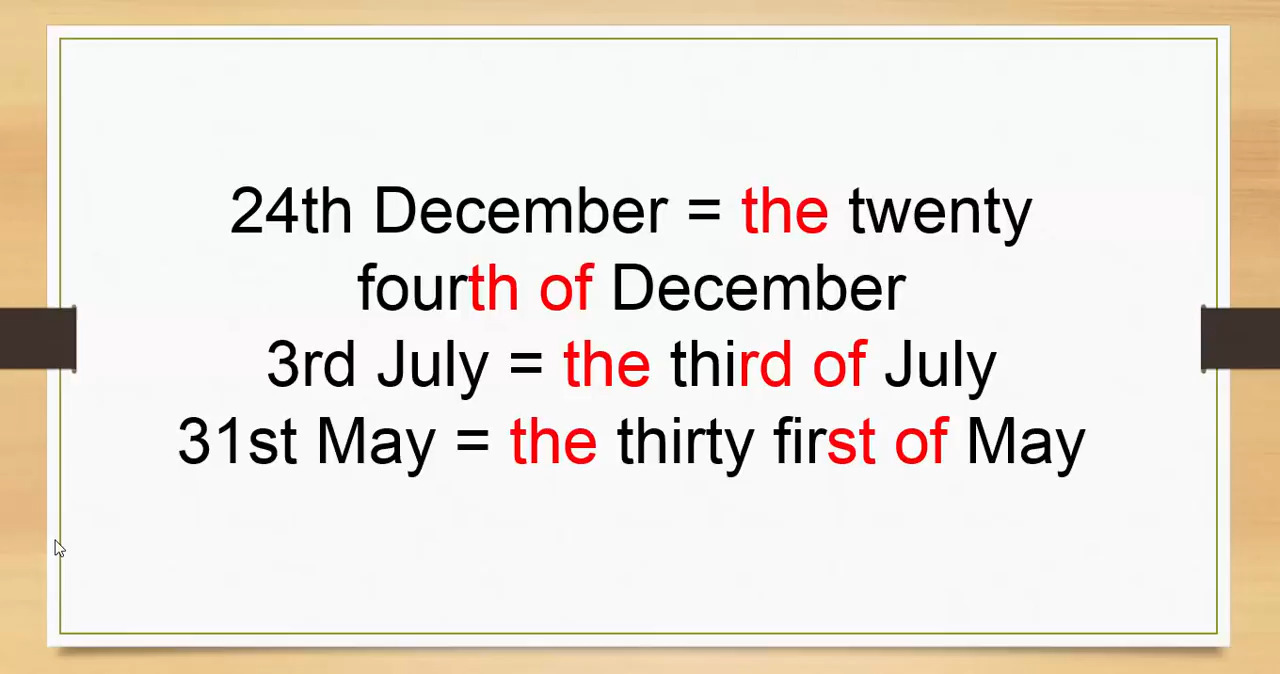 24th December = the twenty
fourth of December
3rd July = the third of July
31st May = the thirty first of May